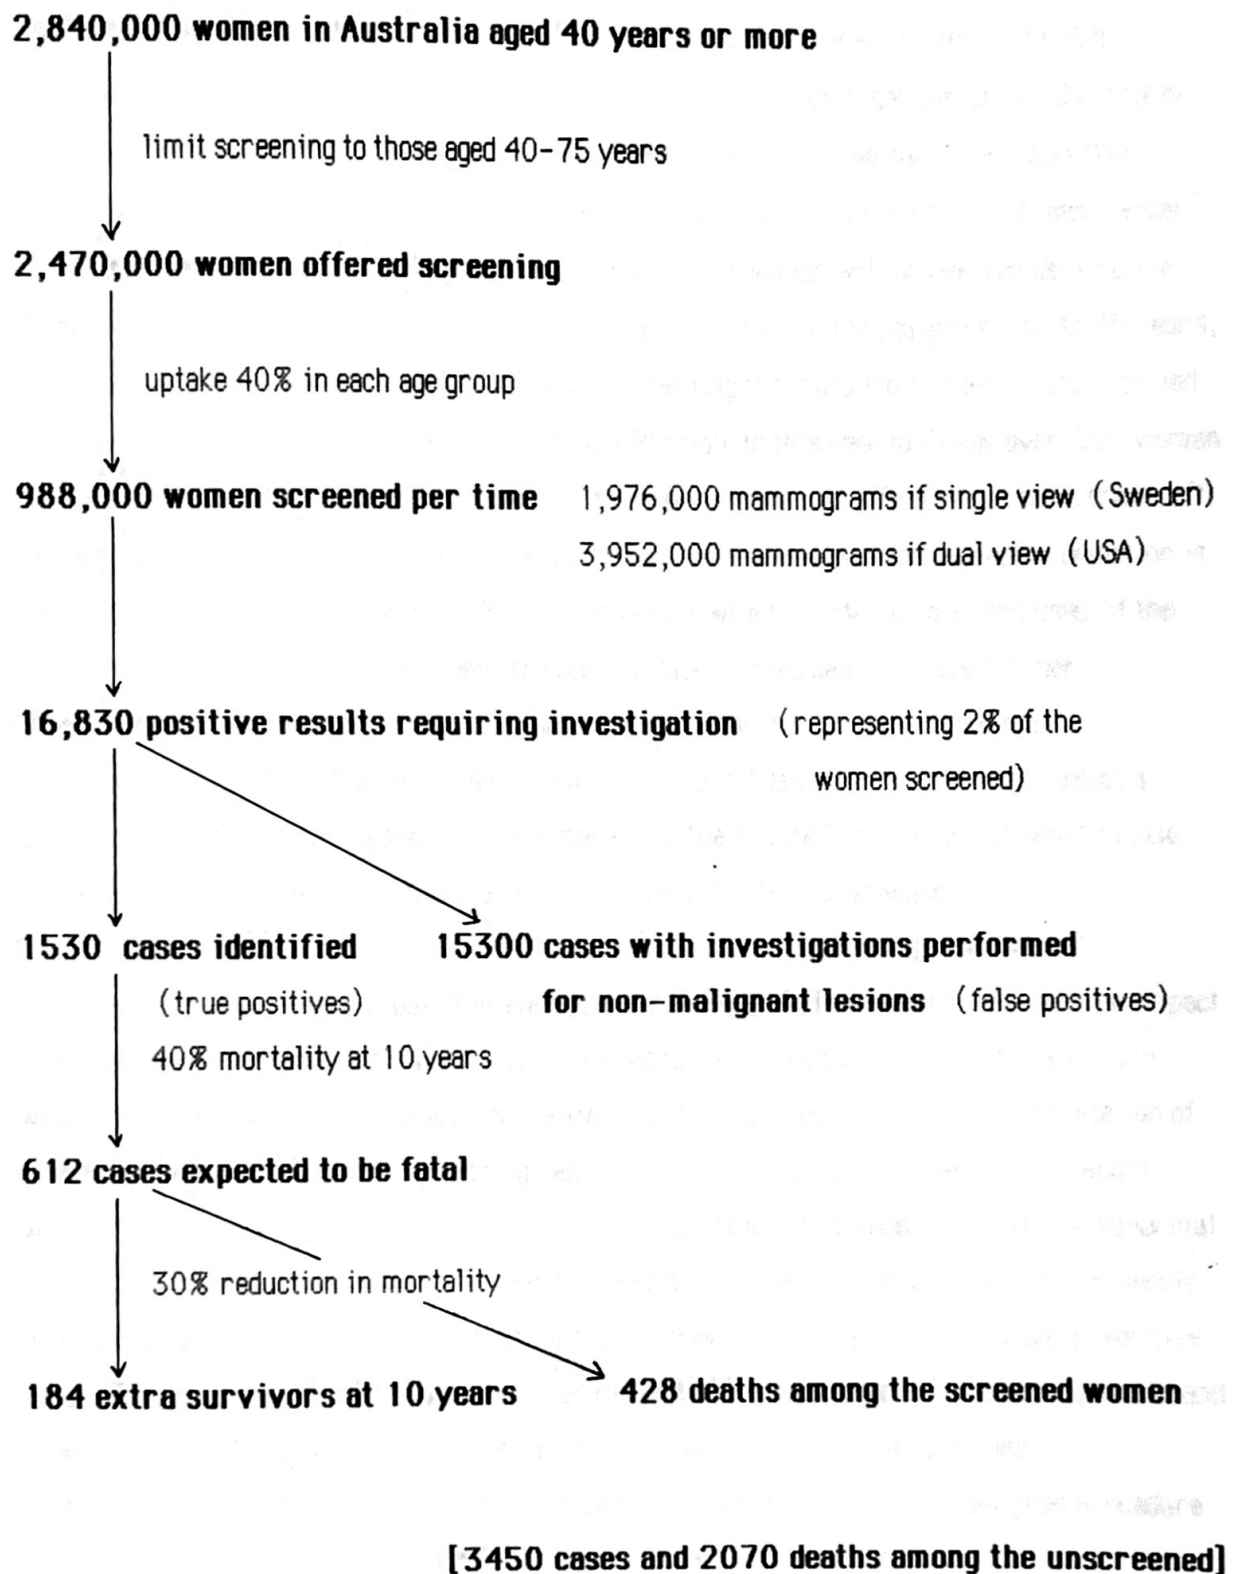 2,840,000 women in Australia aged 40 years or more
limit screening to those aged 40-75 years
2,470,000 women offered screening
uptake 40% in each age group
988,000 women screened per time 1,976,000 mammograms if single view (Sweden)
3,952,000 mammograms if dual view (USA)
16,830 positive results requiring investigation (representing 2% of the
women screened)
1530 cases identified 15300 cases with investigations performed
(true positives) for non-malignant lesions (false positives)
40% mortality at 10 years
612 cases expected to be fatal
30% reduction in mortality
184 extra survivors at 10 years 428 deaths among the screened women
[3450 cases and 2070 deaths among the unscreened]